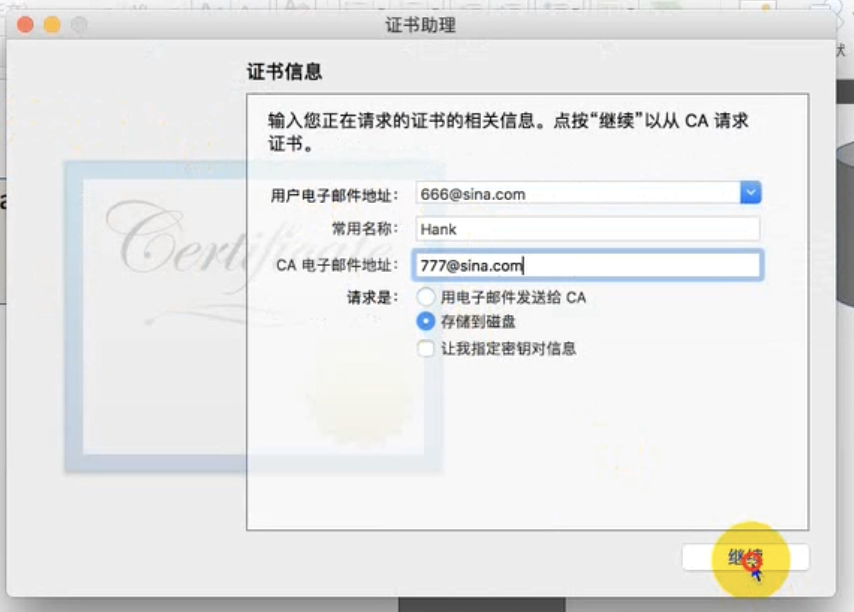 证书助理
证书信息
输入您正在请求的证书的相关信息。点按“继续”以从 CA 请求
证书。
用户电子邮件地址： 666@sina.com
常用名称： Hank
CA 电子邮件地址： 777@sina.com
请求是： 用电子邮件发送给 CA
存储到磁盘
让我指定密钥对信息
Certificate
继续